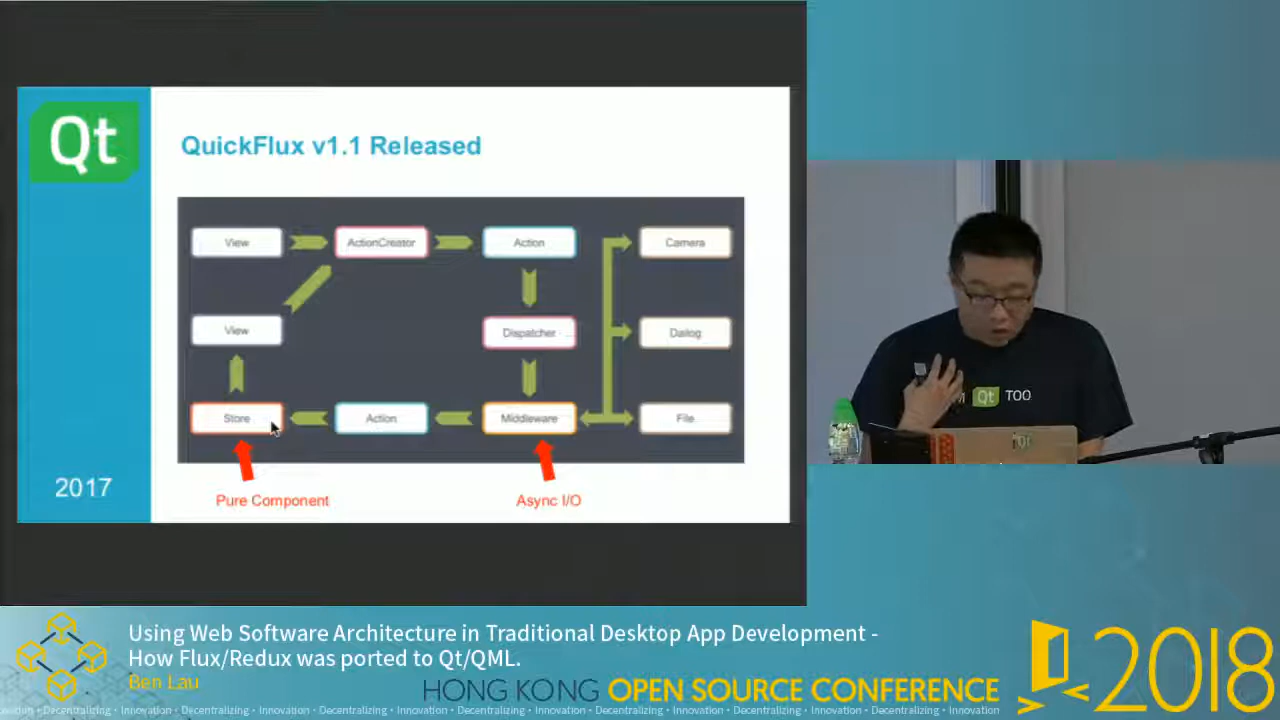 Qt
QuickFlux v1.1 Released
View
ActionCreator
Action
Camera
View
Dispatcher
Dailog
Store
Action
Middleware
File
2017
Pure Component
Async I/O
Qt TOO
Using Web Software Architecture in Traditional Desktop App Development -
How Flux/Redux was ported to Qt/QML.
Ben Lau
HONG KONG OPEN SOURCE CONFERENCE 2018
Decentralizing • Innovation • Decentralizing • Innovation • Decentralizing • Innovation • Decentralizing • Innovation • Decentralizing • Innovation • Decentralizing • Innovation • Decentralizing • Innovation • Decentralizing • Innovation